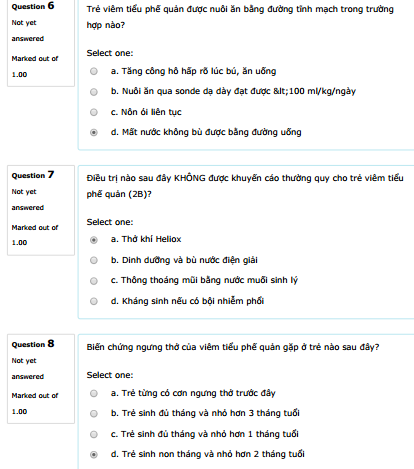 Question 6
Not yet
answered
Marked out of
1.00
Trẻ viêm tiểu phế quản được nuôi ăn bằng đường tĩnh mạch trong trường
hợp nào?
Select one:
a. Tăng công hô hấp rõ lúc bú, ăn uống
b. Nuôi ăn qua sonde dạ dày đạt được &lt;100 ml/kg/ngày
c. Nôn ói liên tục
d. Mất nước không bù được bằng đường uống
Question 7
Not yet
answered
Marked out of
1.00
Điều trị nào sau đây KHÔNG được khuyến cáo thường quy cho trẻ viêm tiểu
phế quản (2B)?
Select one:
a. Thở khí Heliox
b. Dinh dưỡng và bù nước điện giải
c. Thông thoáng mũi bằng nước muối sinh lý
d. Kháng sinh nếu có bội nhiễm phổi
Question 8
Not yet
answered
Marked out of
1.00
Biến chứng ngưng thở của viêm tiểu phế quản gặp ở trẻ nào sau đây?
Select one:
a. Trẻ từng có cơn ngưng thở trước đây
b. Trẻ sinh đủ tháng và nhỏ hơn 3 tháng tuổi
c. Trẻ sinh đủ tháng và nhỏ hơn 1 tháng tuổi
d. Trẻ sinh non tháng và nhỏ hơn 2 tháng tuổi